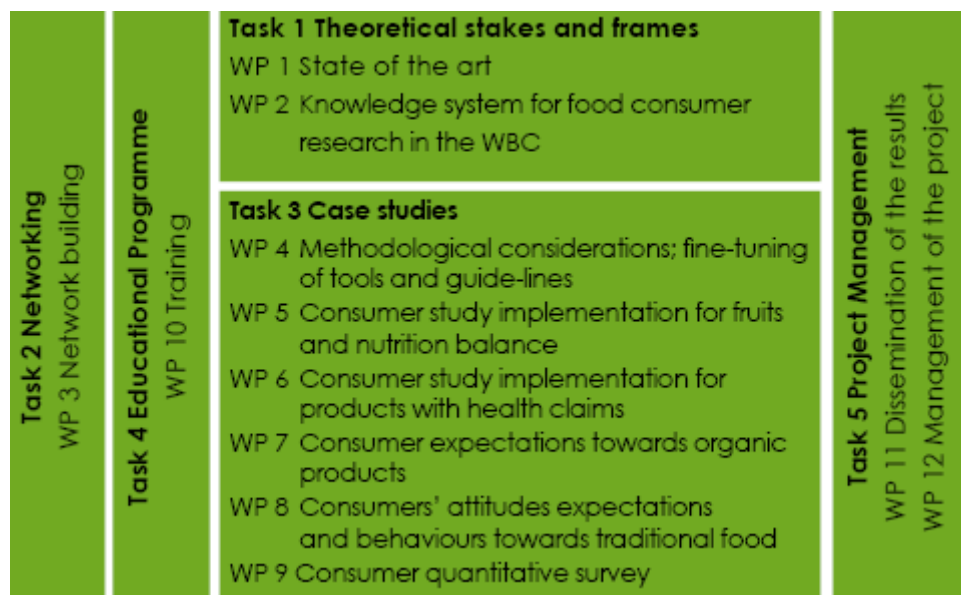 Task 2 Networking
WP 3 Network building
Task 4 Educational Programme
WP 10 Training
Task 1 Theoretical stakes and frames
WP 1 State of the art
WP 2 Knowledge system for food consumer
research in the WBC
Task 3 Case studies
WP 4 Methodological considerations; fine-tuning
of tools and guide-lines
WP 5 Consumer study implementation for fruits
and nutrition balance
WP 6 Consumer study implementation for
products with health claims
WP 7 Consumer expectations towards organic
products
WP 8 Consumers' attitudes expectations
and behaviours towards traditional food
WP 9 Consumer quantitative survey
Task 5 Project Management
WP 11 Dissemination of the results
WP 12 Management of the project